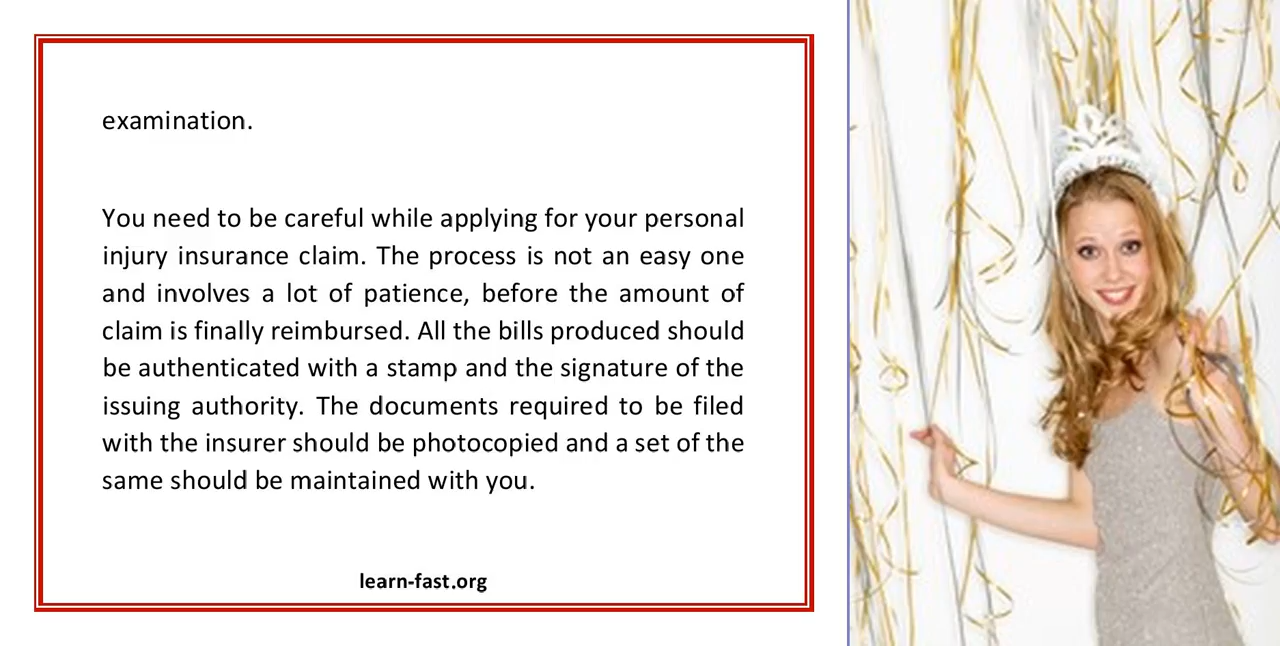 examination.
You need to be careful while applying for your personal
injury insurance claim. The process is not an easy one
and involves a lot of patience, before the amount of
claim is finally reimbursed. All the bills produced should
be authenticated with a stamp and the signature of the
issuing authority. The documents required to be filed
with the insurer should be photocopied and a set of the
same should be maintained with you.
learn-fast.org